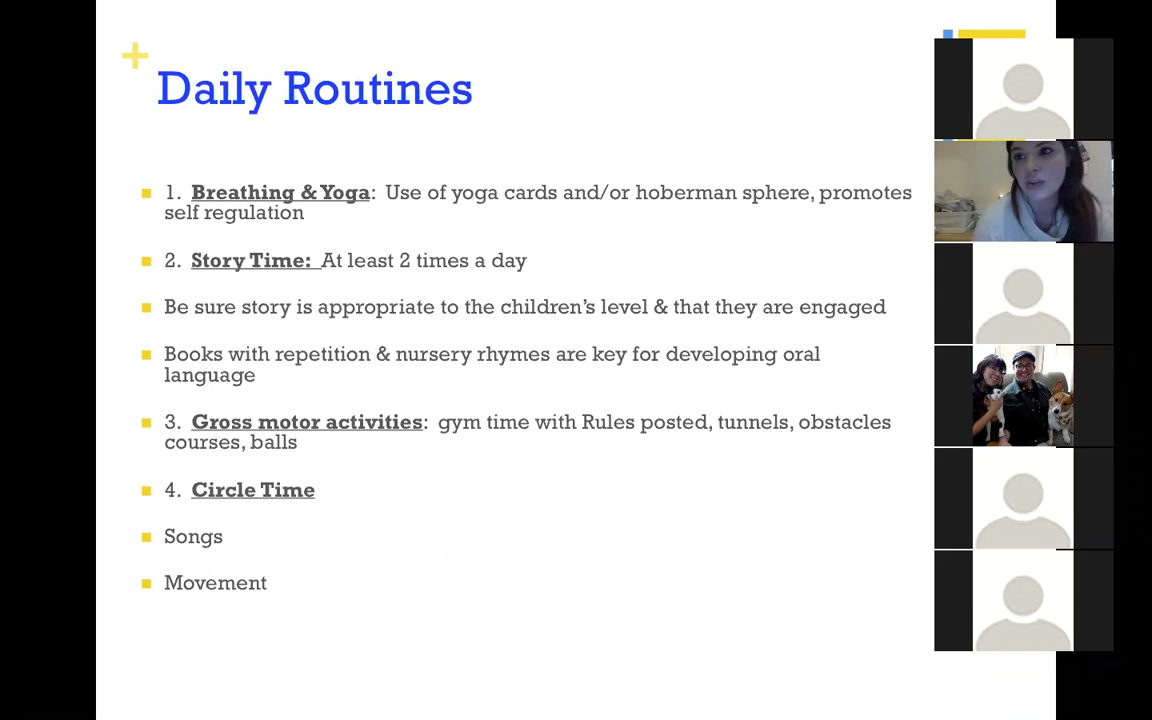 Daily Routines
1. Breathing & Yoga: Use of yoga cards and/or hoberman sphere, promotes
self regulation
2. Story Time: At least 2 times a day
Be sure story is appropriate to the children's level & that they are engaged
Books with repetition & nursery rhymes are key for developing oral
language
3. Gross motor activities: gym time with Rules posted, tunnels, obstacles
courses, balls
4. Circle Time
Songs
Movement